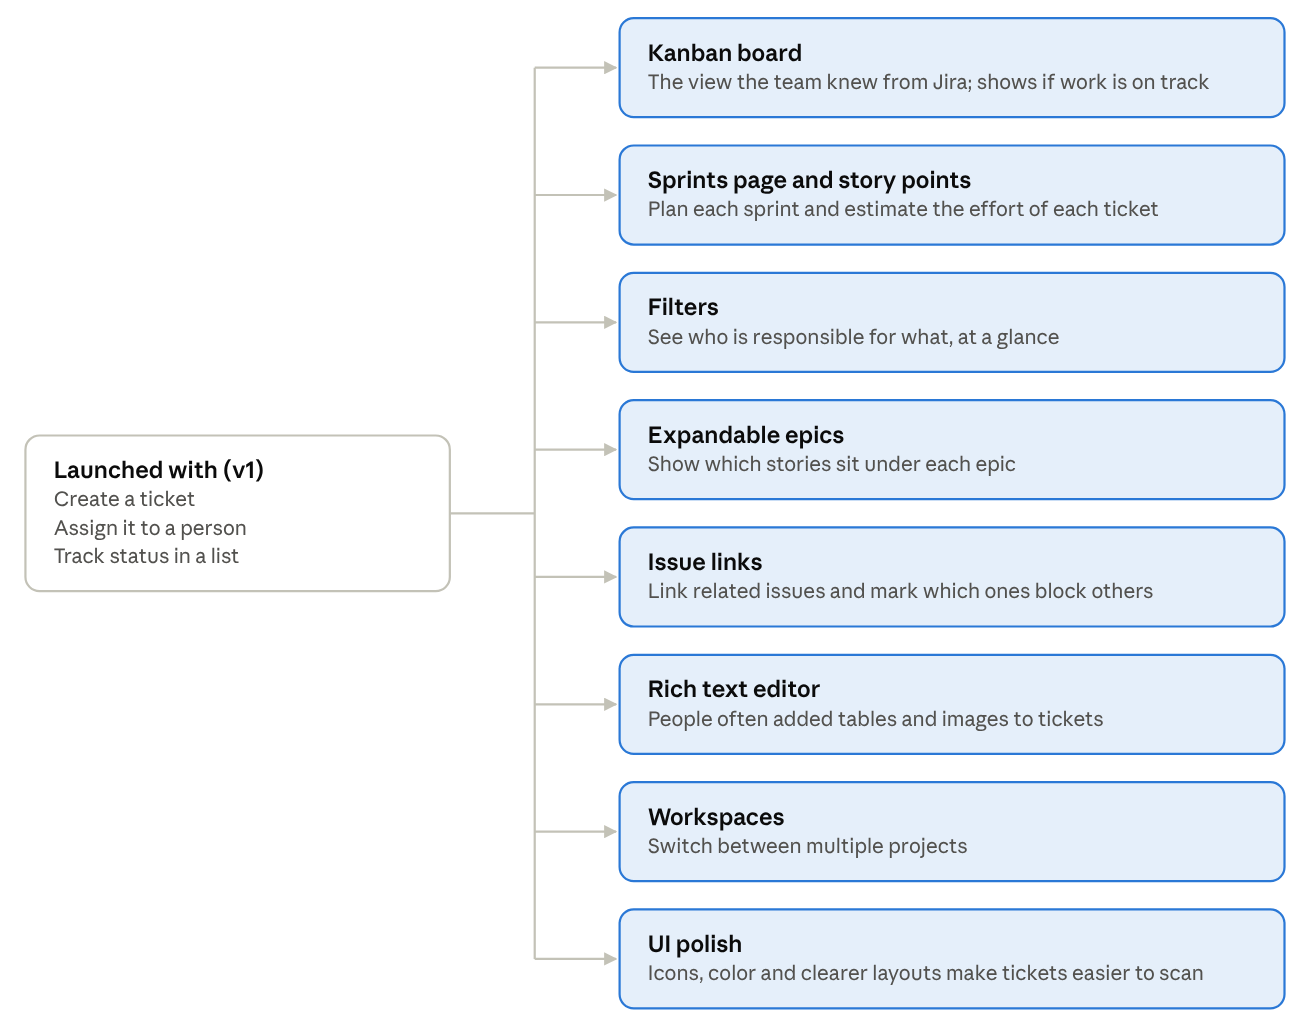 Kanban board
The view the team knew from Jira; shows if work is on track
Sprints page and story points
Plan each sprint and estimate the effort of each ticket
Filters
See who is responsible for what, at a glance
Expandable epics
Show which stories sit under each epic
Launched with (v1)
Create a ticket
Assign it to a person
Track status in a list
Issue links
Link related issues and mark which ones block others
Rich text editor
People often added tables and images to tickets
Workspaces
Switch between multiple projects
UI polish
Icons, color and clearer layouts make tickets easier to scan